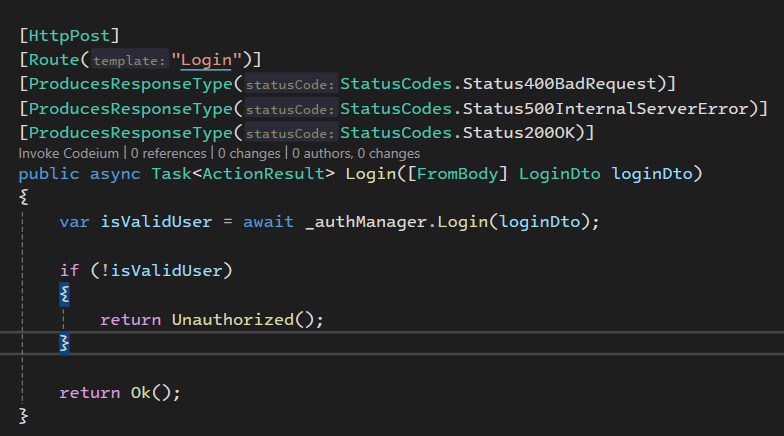 [HttpPost]
[Route(template:"Login")]
[ProducesResponseType(statusCode:StatusCodes.Status400BadRequest)]
[ProducesResponseType(statusCode:StatusCodes.Status500InternalServerError)]
[ProducesResponseType(statusCode:StatusCodes.Status200OK)]
Invoke Codeium | 0 references | 0 changes | 0 authors, 0 changes
public async Task<ActionResult> Login([FromBody] LoginDto loginDto)
{
    var isValidUser = await _authManager.Login(loginDto);
    if (!isValidUser)
    {
        return Unauthorized();
    }
    return Ok();
}